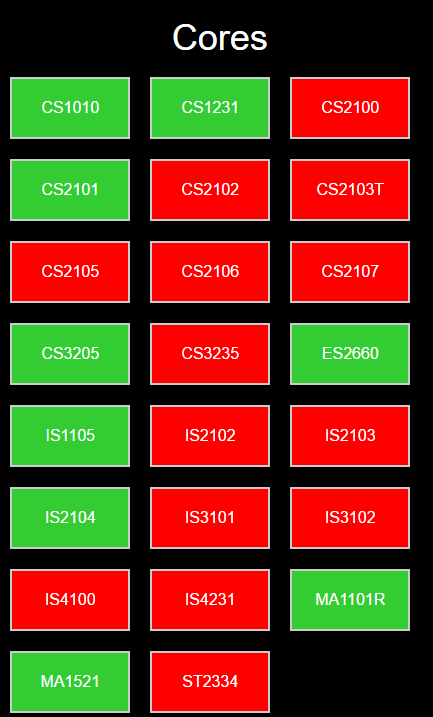 Cores
CS1010 CS1231 CS2100
CS2101 CS2102 CS2103T
CS2105 CS2106 CS2107
CS3205 CS3235 ES2660
IS1105 IS2102 IS2103
IS2104 IS3101 IS3102
IS4100 IS4231 MA1101R
MA1521 ST2334